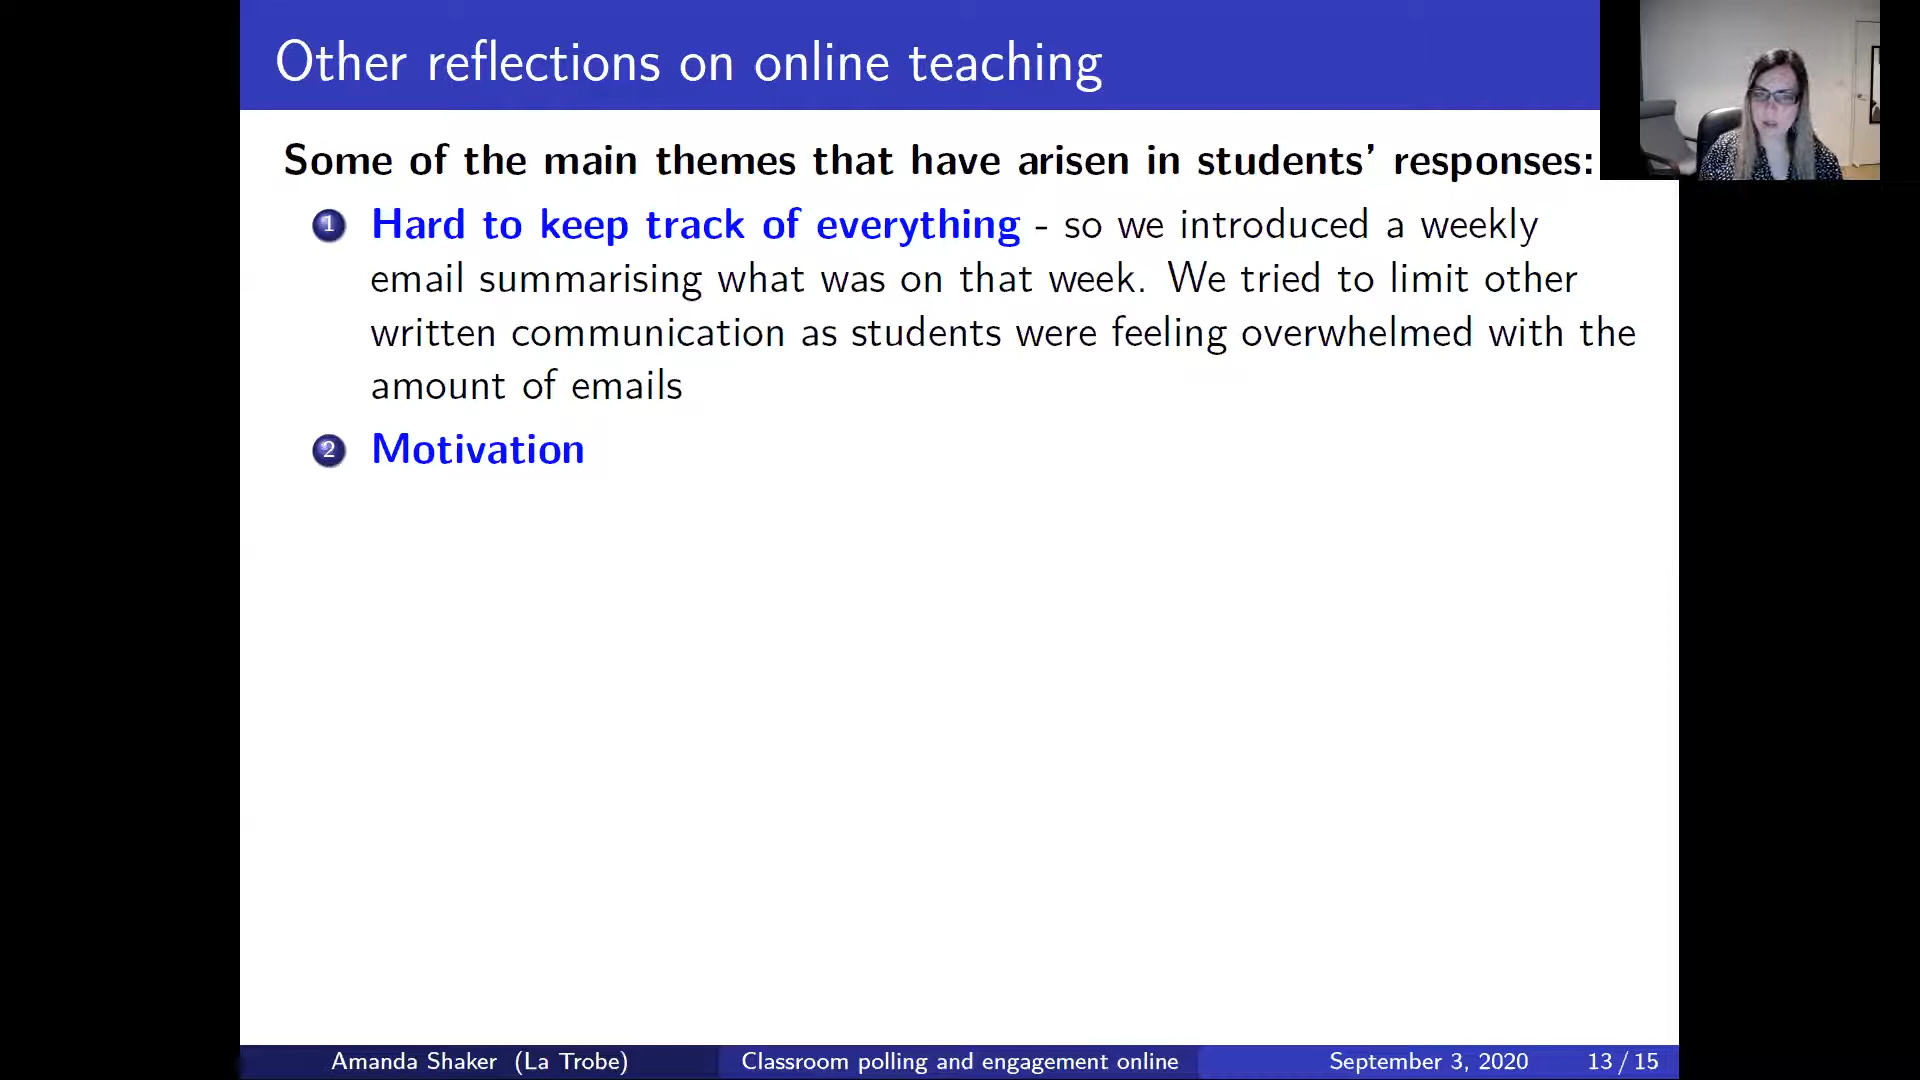 Other reflections on online teaching
Some of the main themes that have arisen in students' responses:
1 Hard to keep track of everything - so we introduced a weekly
email summarising what was on that week. We tried to limit other
written communication as students were feeling overwhelmed with the
amount of emails
2 Motivation
Amanda Shaker (La Trobe) Classroom polling and engagement online September 3, 2020 13 / 15